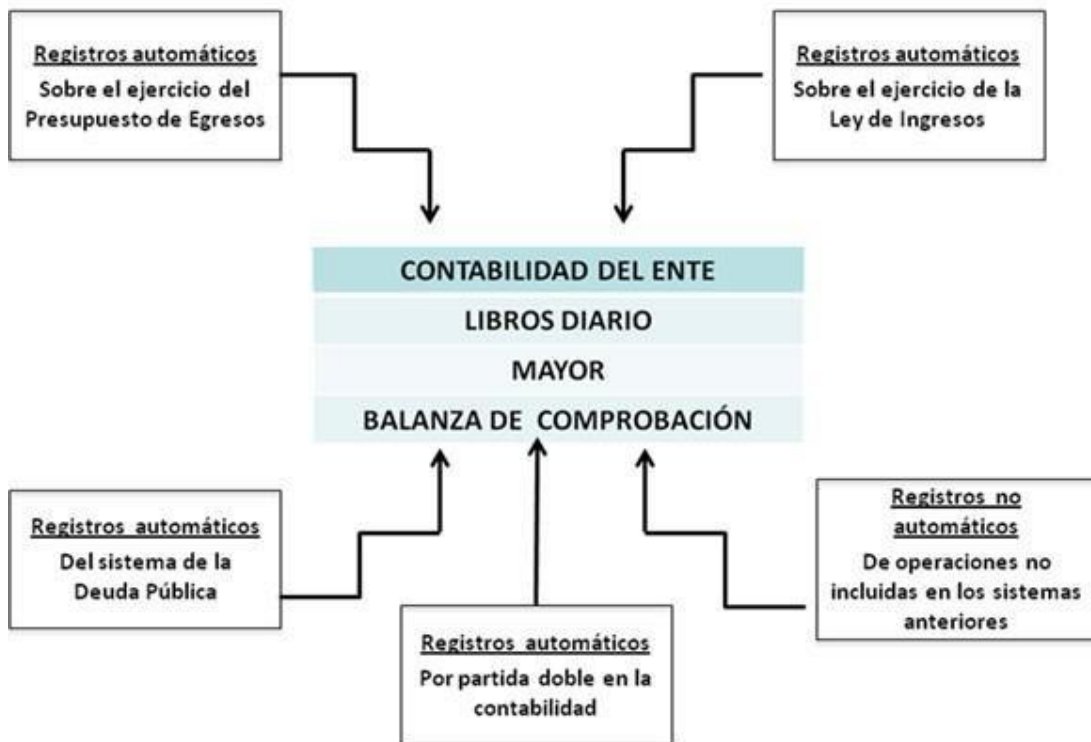 Registros automáticos
Sobre el ejercicio del
Presupuesto de Egresos
Registros automáticos
Sobre el ejercicio de la
Ley de Ingresos
CONTABILIDAD DEL ENTE
LIBROS DIARIO
MAYOR
BALANZA DE COMPROBACIÓN
Registros automáticos
Del sistema de la
Deuda Pública
Registros automáticos
Por partida doble en la
contabilidad
Registros no
automáticos
De operaciones no
incluidas en los sistemas
anteriores